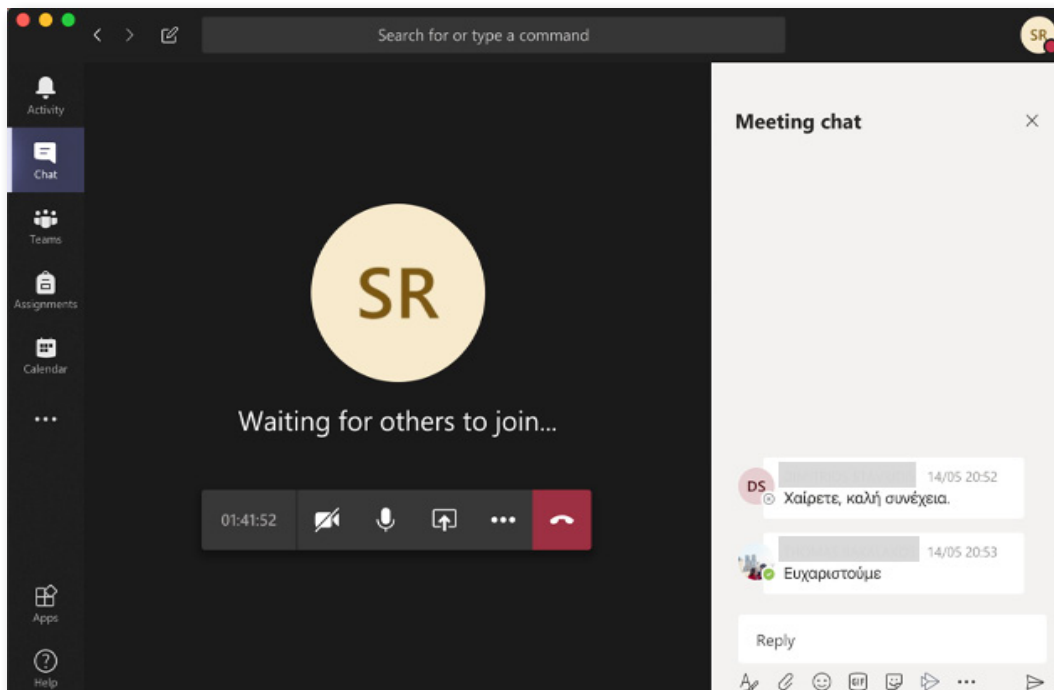 Search for or type a command
SR
Activity
Chat
Teams
Assignments
Calendar
Apps
Help
SR
Waiting for others to join...
01:41:52
Meeting chat
DS
14/05 20:52
Χαίρετε, καλή συνέχεια.
14/05 20:53
Ευχαριστούμε
Reply
GIF